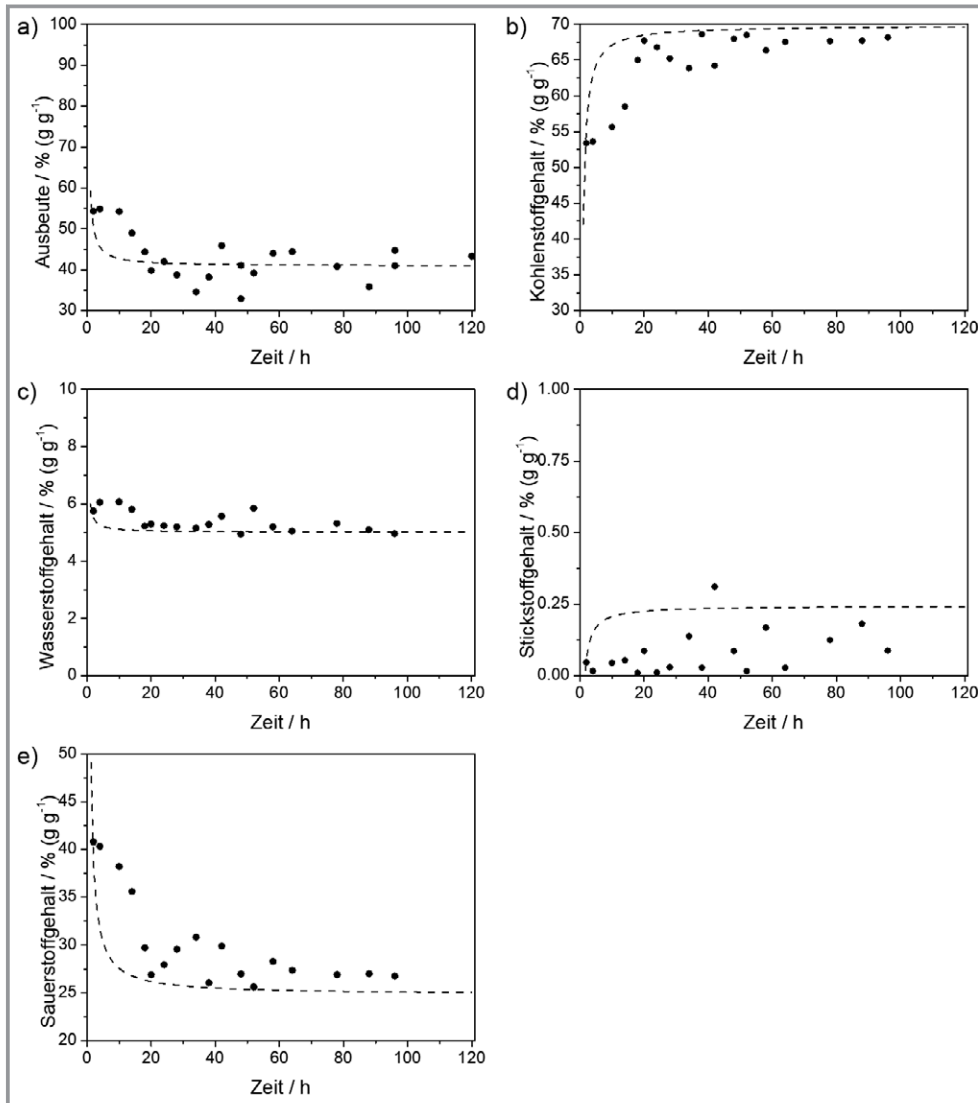 a)
Ausbeute / % (g g⁻¹)
100
90
80
70
60
50
40
30
0 20 40 60 80 100 120
Zeit / h
b)
Kohlenstoffgehalt / % (g g⁻¹)
70
65
60
55
50
45
40
35
30
0 20 40 60 80 100 120
Zeit / h
c)
Wasserstoffgehalt / % (g g⁻¹)
10
8
6
4
2
0
0 20 40 60 80 100 120
Zeit / h
d)
Stickstoffgehalt / % (g g⁻¹)
1.00
0.75
0.50
0.25
0.00
0 20 40 60 80 100 120
Zeit / h
e)
Sauerstoffgehalt / % (g g⁻¹)
50
45
40
35
30
25
20
0 20 40 60 80 100 120
Zeit / h